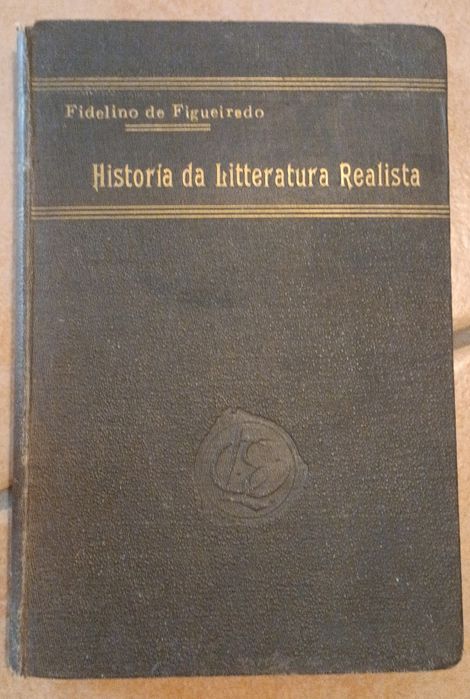 Fidelino de Figueiredo
Historia da Litteratura Realista